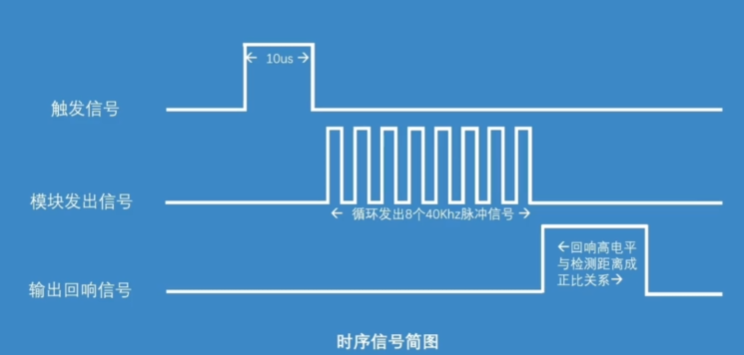 ←10us→
触发信号
模块发出信号
←循环发出8个40Khz脉冲信号→
←回响高电平
与检测距离成
正比关系→
输出回响信号
时序信号简图